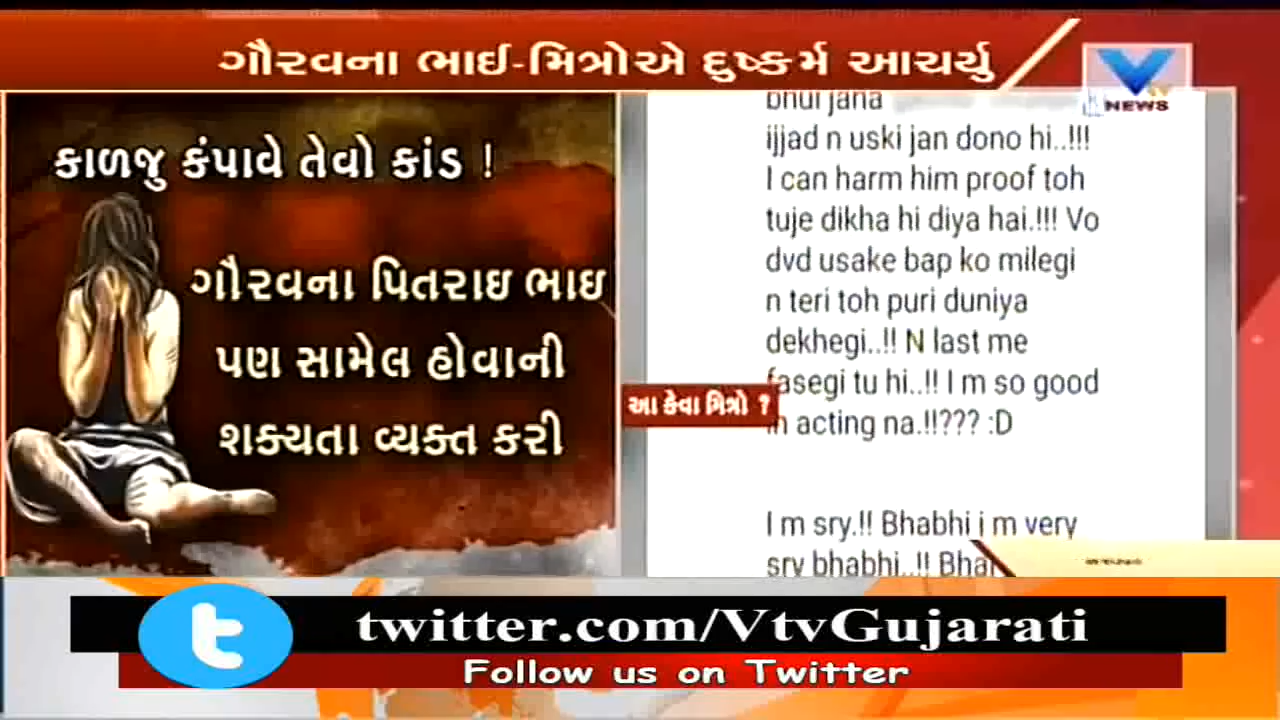 ગૌરવના ભાઈ-મિત્રોએ દુષ્કર્મ આચર્યુ
V TV
NEWS
કાળજુ કંપાવે તેવો કાંડ !
ગૌરવના પિતરાઇ ભાઇ
પણ સામેલ હોવાની
શક્યતા વ્યક્ત કરી
આ કેવા મિત્રો ?
bhul jana
ijjad n uski jan dono hi..!!!
I can harm him proof toh
tuje dikha hi diya hai.!!! Vo
dvd usake bap ko milegi
n teri toh puri duniya
dekhegi..!! N last me
fasegi tu hi..!! I m so good
in acting na.!!??? :D
I m sry.!! Bhabhi i m very
sry bhabhi..!! Bhai
twitter.com/VtvGujarati
Follow us on Twitter